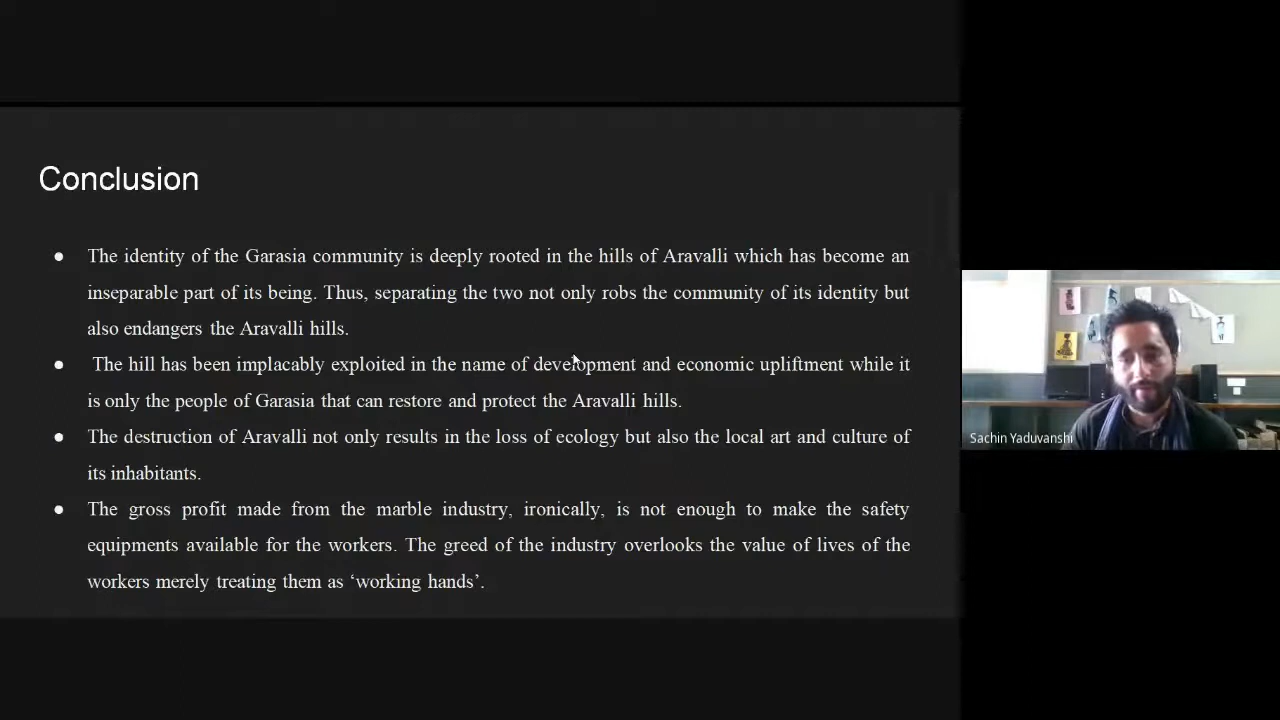 Conclusion
● The identity of the Garasia community is deeply rooted in the hills of Aravalli which has become an
inseparable part of its being. Thus, separating the two not only robs the community of its identity but
also endangers the Aravalli hills.
● The hill has been implacably exploited in the name of development and economic upliftment while it
is only the people of Garasia that can restore and protect the Aravalli hills.
● The destruction of Aravalli not only results in the loss of ecology but also the local art and culture of
its inhabitants.
● The gross profit made from the marble industry, ironically, is not enough to make the safety
equipments available for the workers. The greed of the industry overlooks the value of lives of the
workers merely treating them as ‘working hands’.
Sachin Yaduvanshi